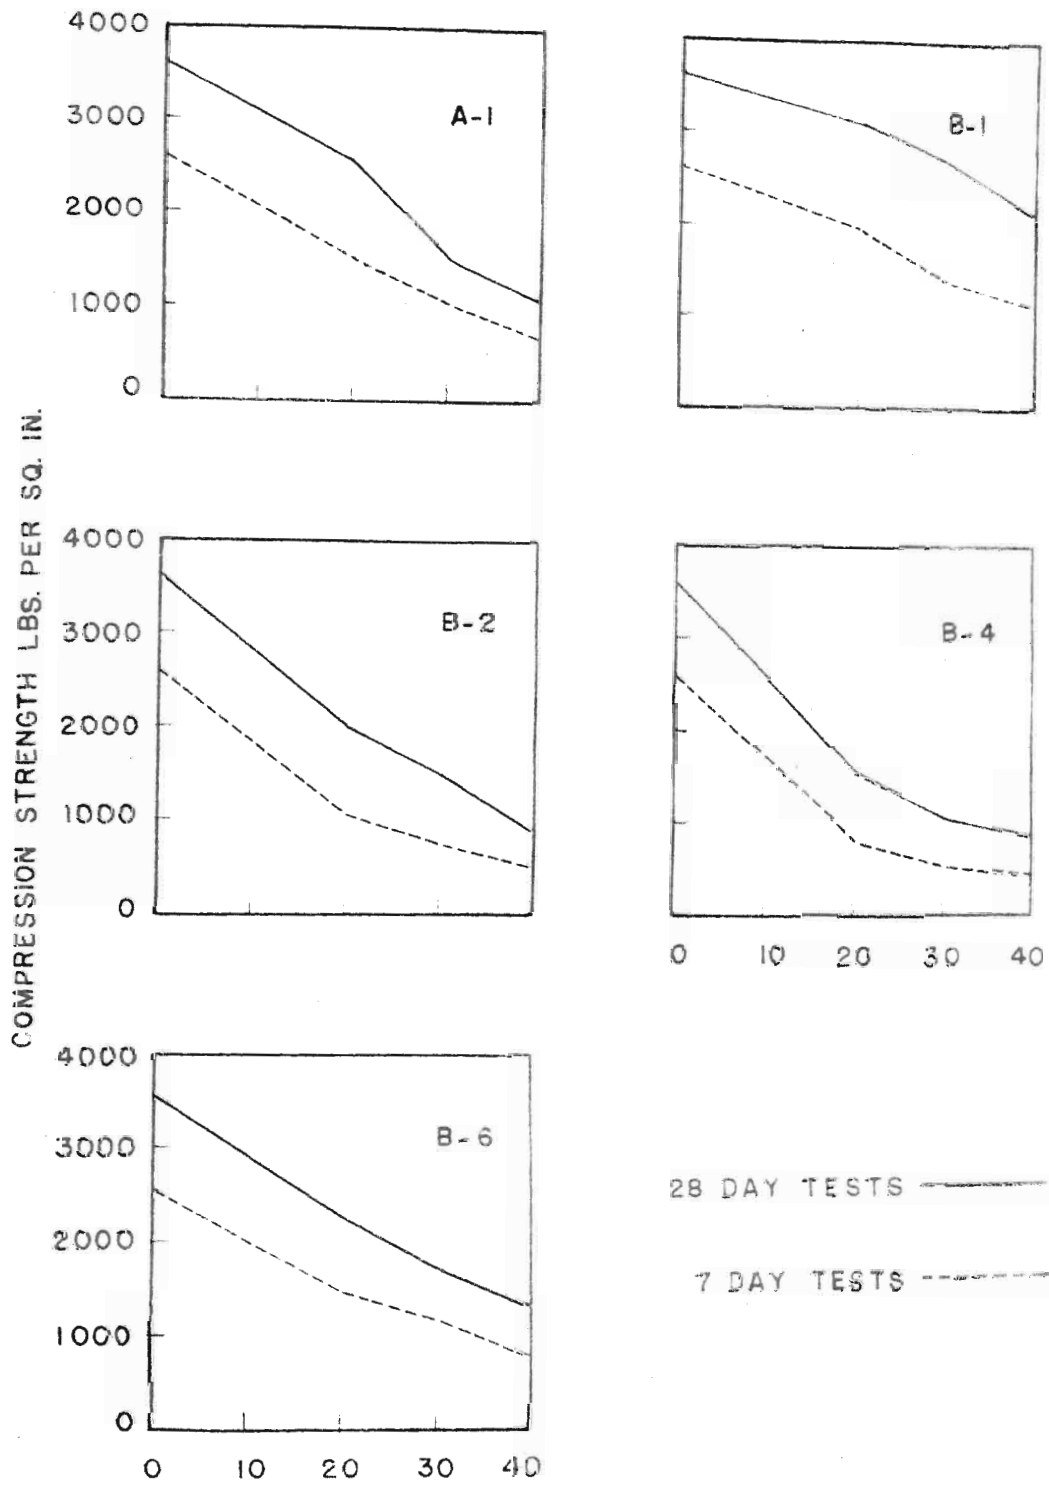 COMPRESSION STRENGTH LBS. PER SQ. IN.
4000
3000
2000
1000
0
A-1
B-1
4000
3000
2000
1000
0
B-2
B-4
0 10 20 30 40
4000
3000
2000
1000
0
B-6
0 10 20 30 40
28 DAY TESTS
7 DAY TESTS